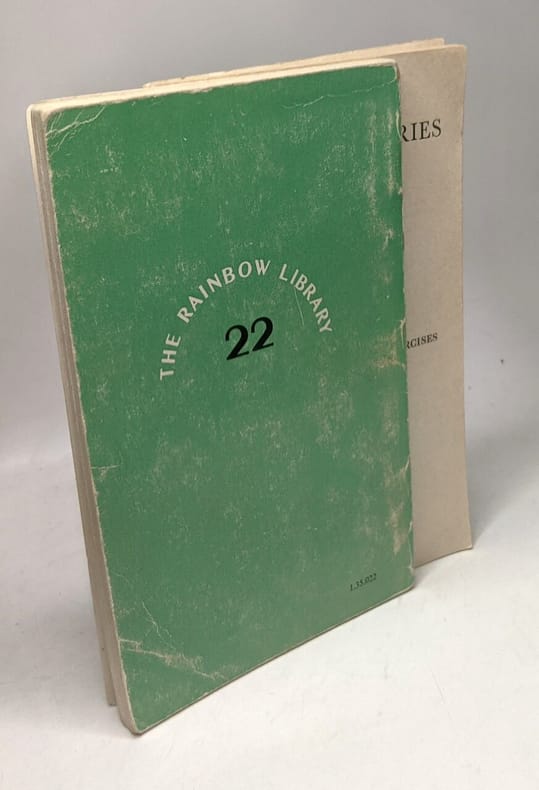 THE RAINBOW LIBRARY
22
1.35.022
RIES
RCISES